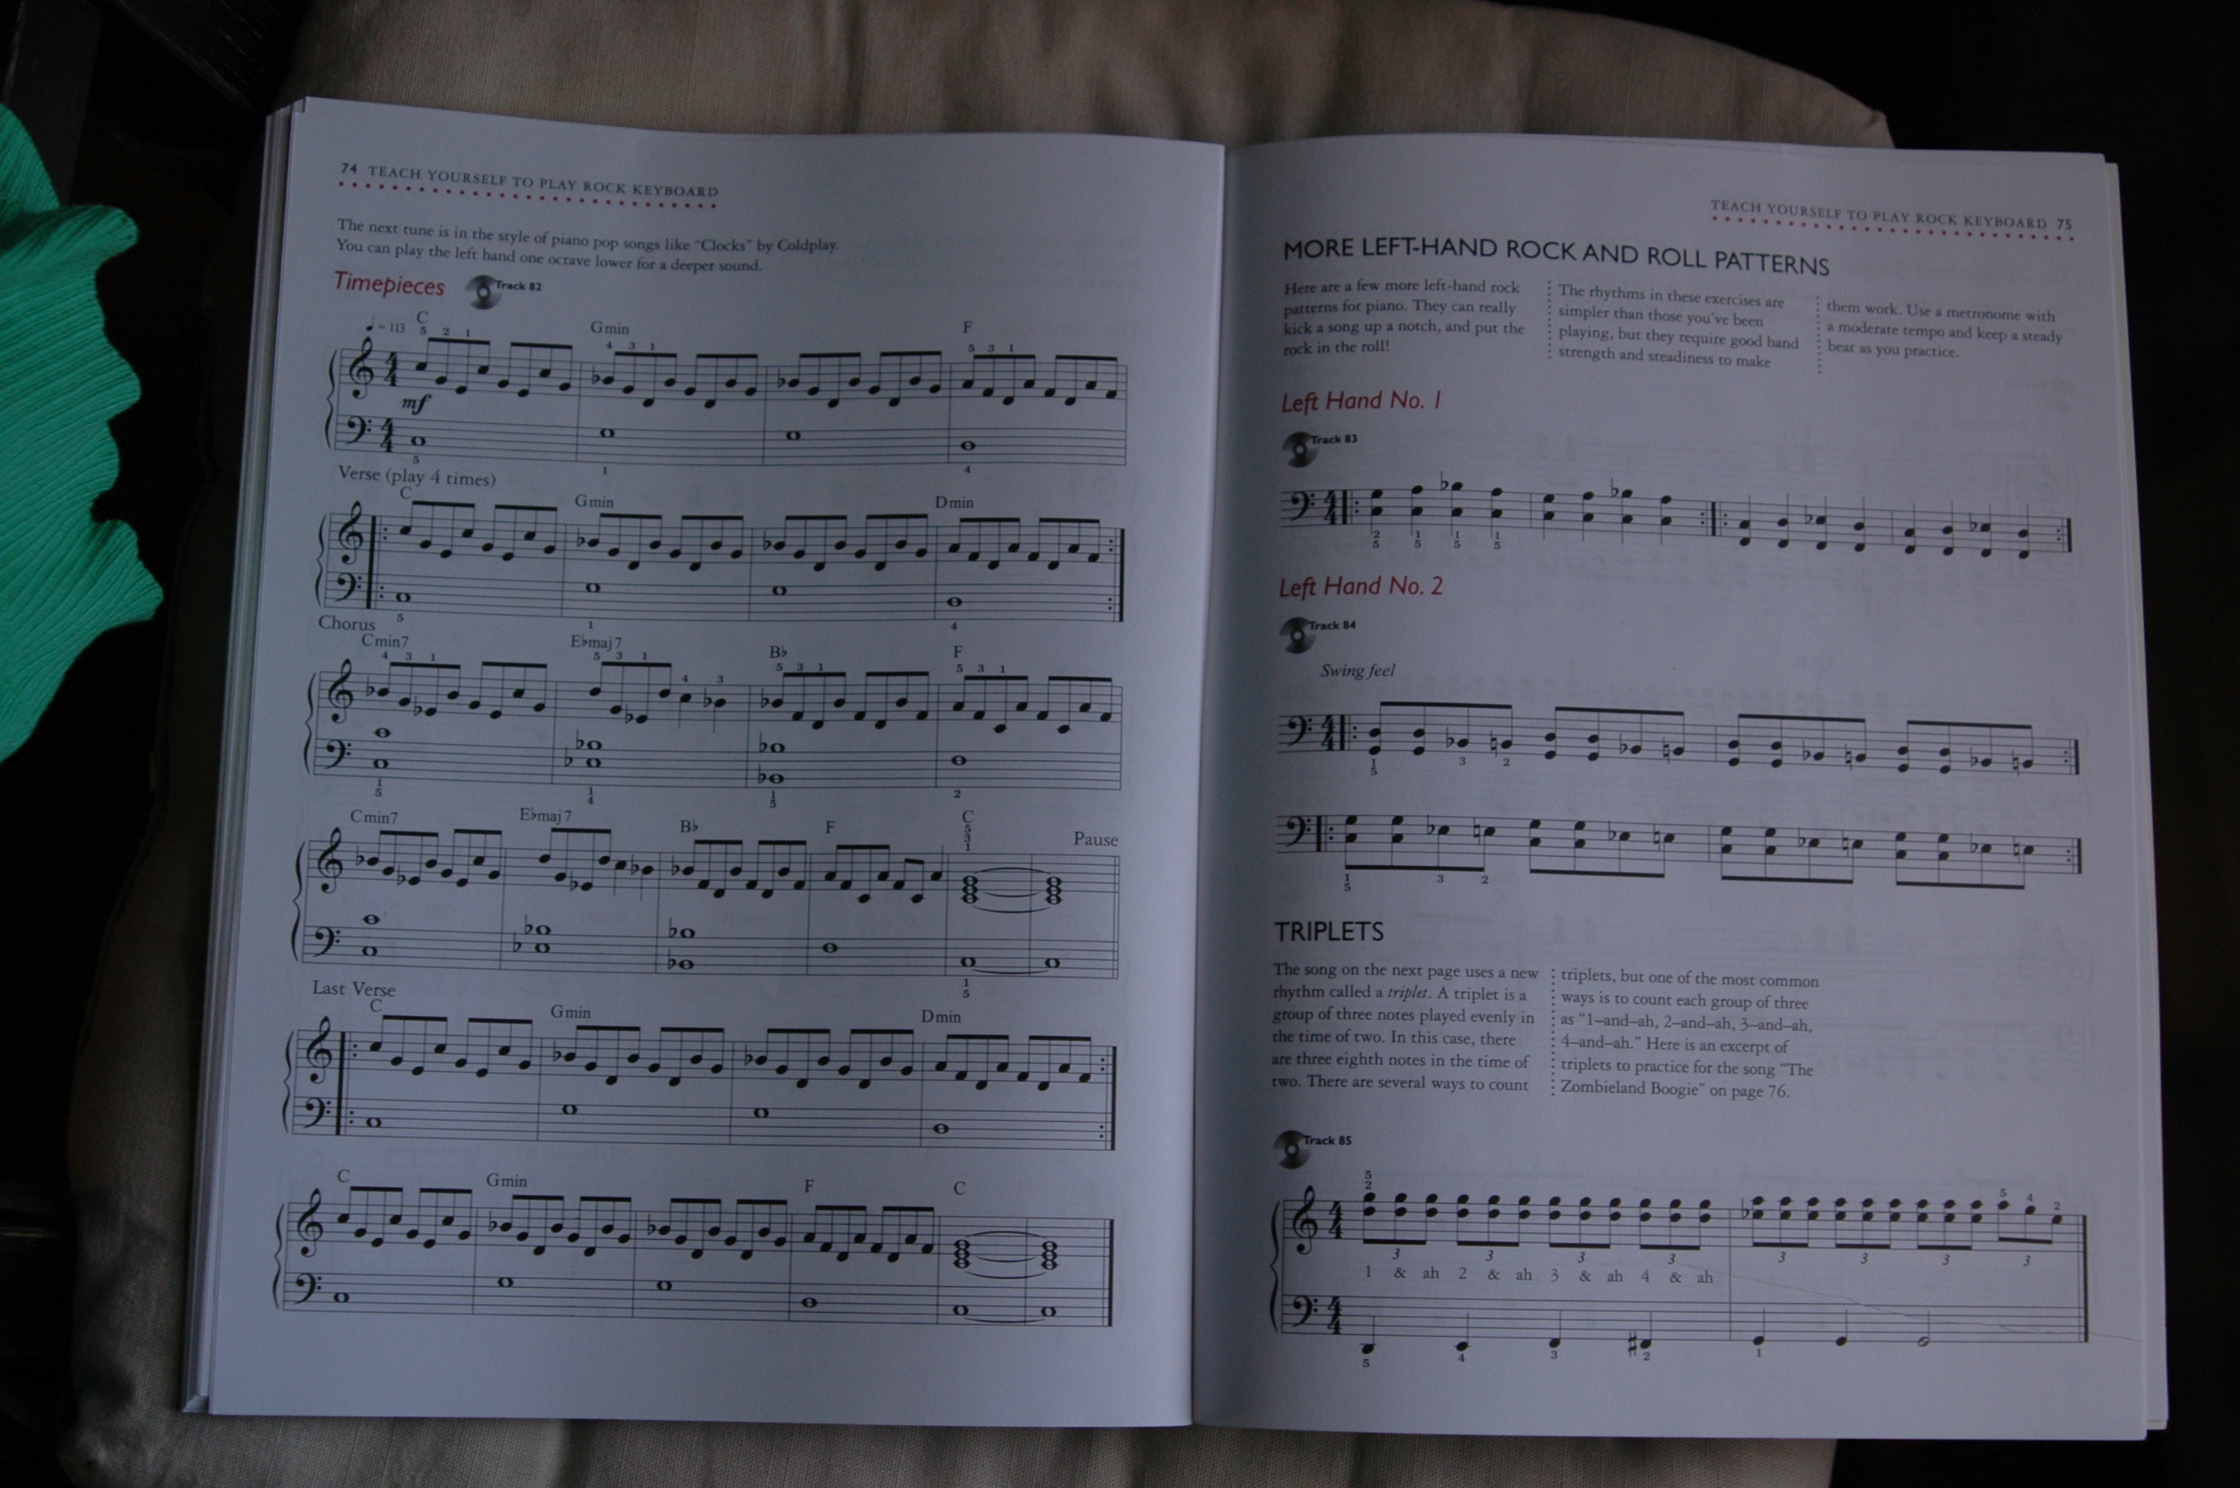 74 TEACH YOURSELF TO PLAY ROCK KEYBOARD
The next tune is in the style of piano pop songs like "Clocks" by Coldplay.
You can play the left hand one octave lower for a deeper sound.
Timepieces Track 82
♩ = 113
C Gmin F
5 2 1 4 3 1 5 3 1
4 4
mf
4 4
5 1 4
Verse (play 4 times)
C Gmin Dmin
5 1 4
Chorus
Cmin7 E♭maj7 B♭ F
4 3 1 5 3 1 4 3 5 3 1 5 3 1
1 1 1 2
5 4 5
Cmin7 E♭maj7 B♭ F C Pause
5
3
1
1
5
Last Verse
C Gmin Dmin
C Gmin F C
TEACH YOURSELF TO PLAY ROCK KEYBOARD 75
MORE LEFT-HAND ROCK AND ROLL PATTERNS
Here are a few more left-hand rock
patterns for piano. They can really
kick a song up a notch, and put the
rock in the roll!
The rhythms in these exercises are
simpler than those you've been
playing, but they require good hand
strength and steadiness to make
them work. Use a metronome with
a moderate tempo and keep a steady
beat as you practice.
Left Hand No. 1
Track 83
4 4
2 1 1 1
5 5 5 5
Left Hand No. 2
Track 84
Swing feel
4 4
1 3 2
5
1 3 2
5
TRIPLETS
The song on the next page uses a new
rhythm called a triplet. A triplet is a
group of three notes played evenly in
the time of two. In this case, there
are three eighth notes in the time of
two. There are several ways to count
triplets, but one of the most common
ways is to count each group of three
as "1–and–ah, 2–and–ah, 3–and–ah,
4–and–ah." Here is an excerpt of
triplets to practice for the song "The
Zombieland Boogie" on page 76.
Track 85
5
2 5 4 2
4 4
3 3 3 3 3 3 3 3
1 & ah 2 & ah 3 & ah 4 & ah
4 4
5 4 3 2 1